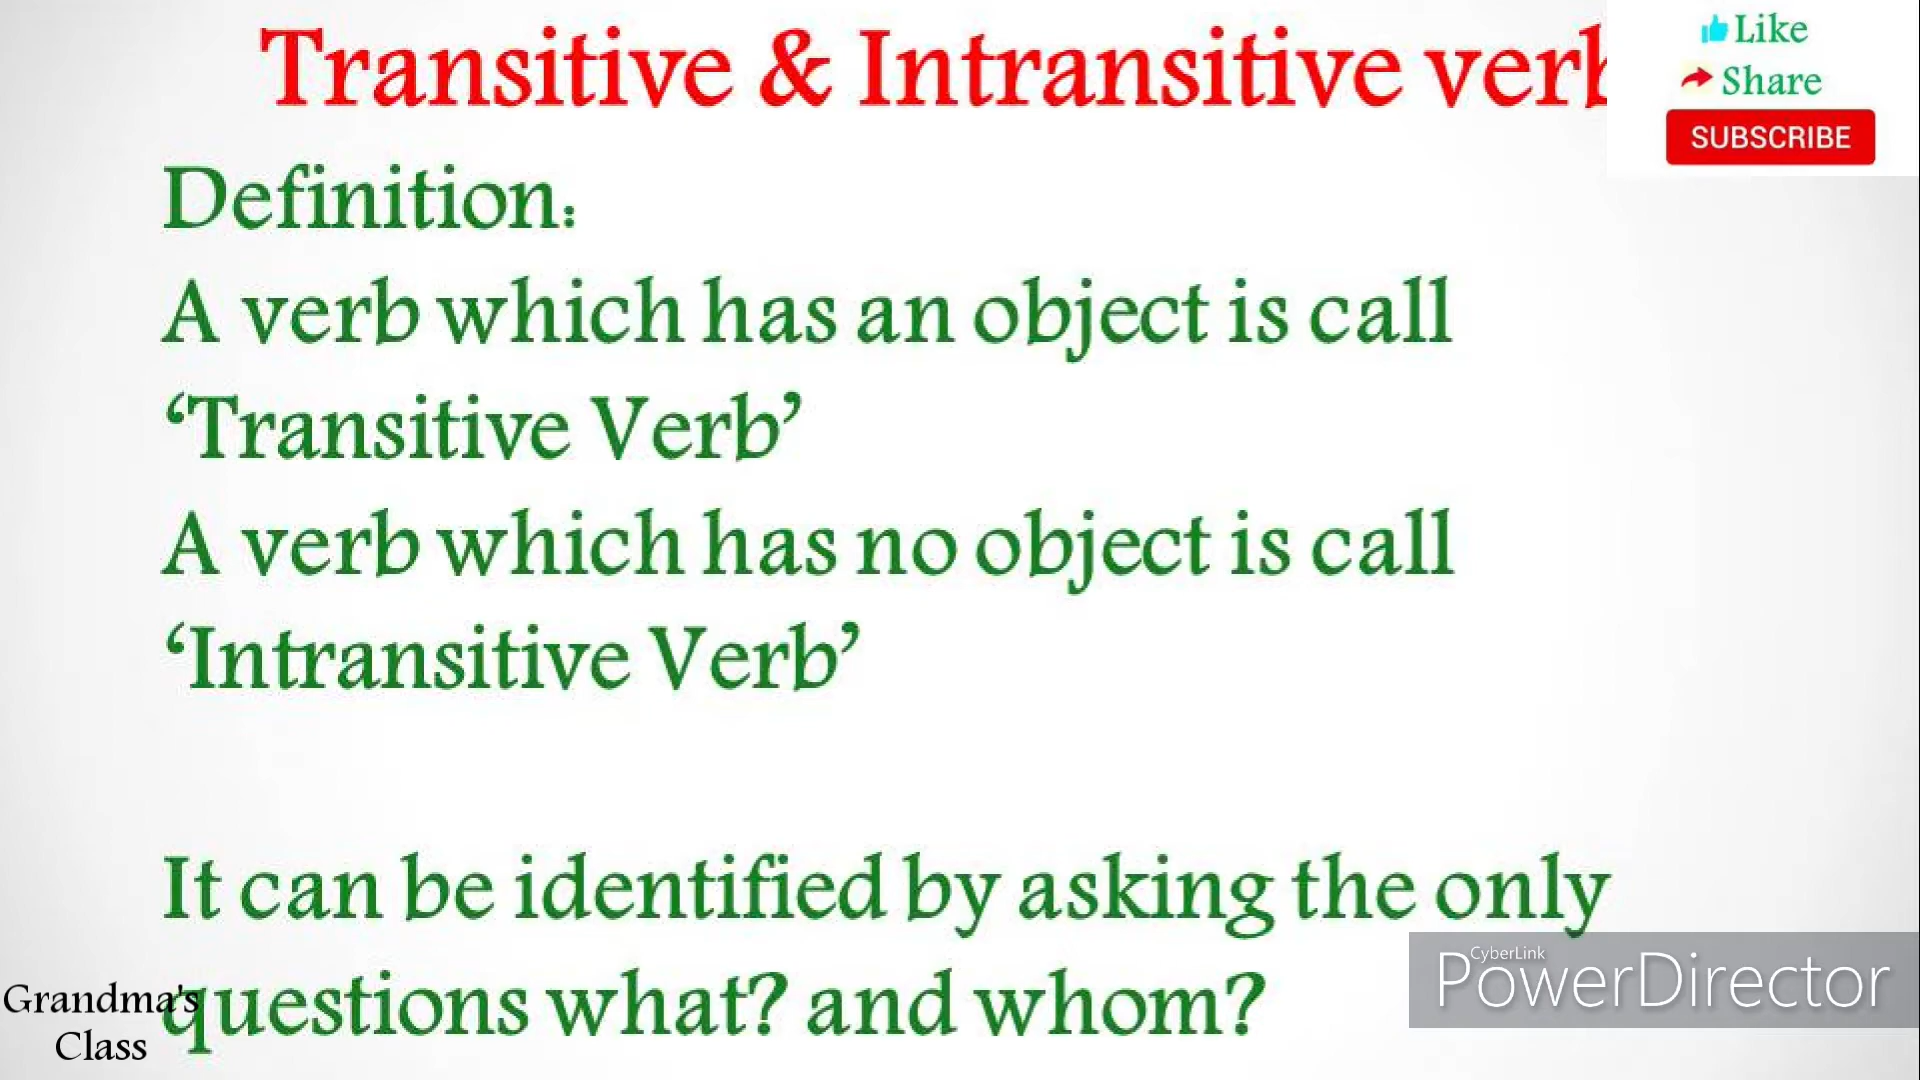 Transitive & Intransitive verb
Like
Share
SUBSCRIBE
Definition:
A verb which has an object is call
‘Transitive Verb’
A verb which has no object is call
‘Intransitive Verb’
It can be identified by asking the only
questions what? and whom?
Grandma's
Class
CyberLink
PowerDirector